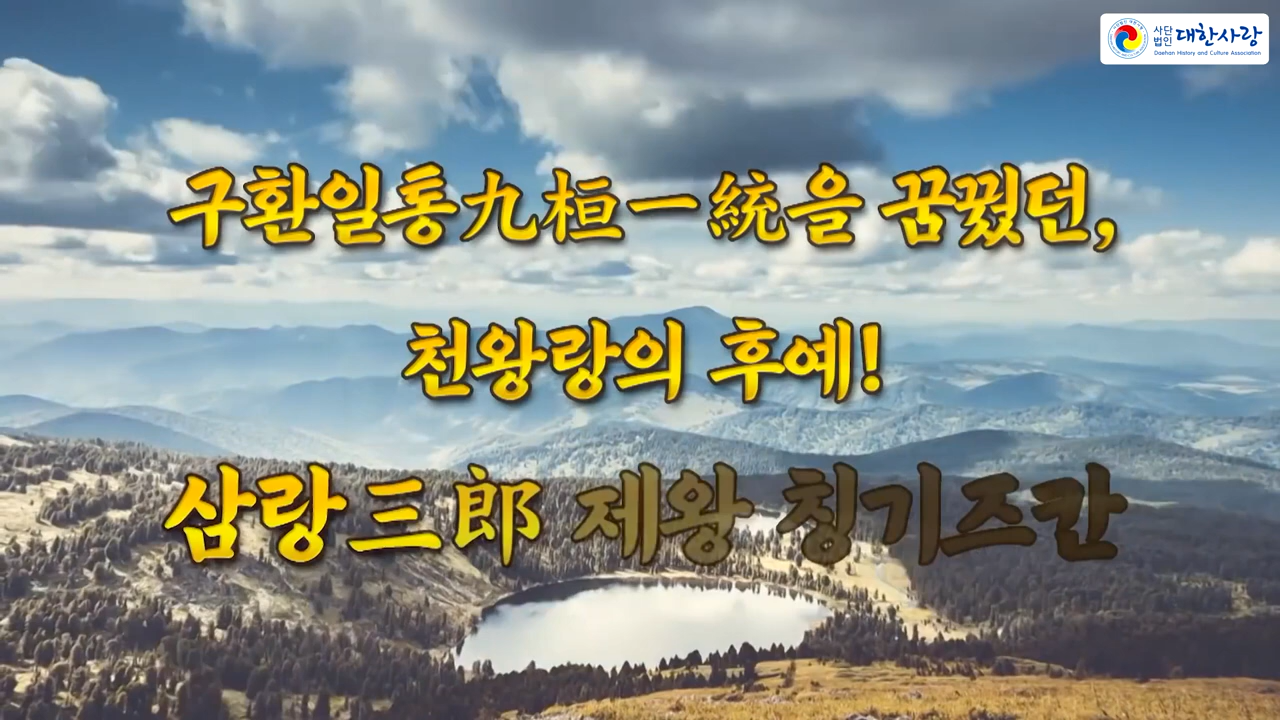 사단법인 대한사랑
Daehan History and Culture Association
구환일통九桓一統을 꿈꿨던,
천왕랑의 후예!
삼랑三郎 제왕 칭기즈칸